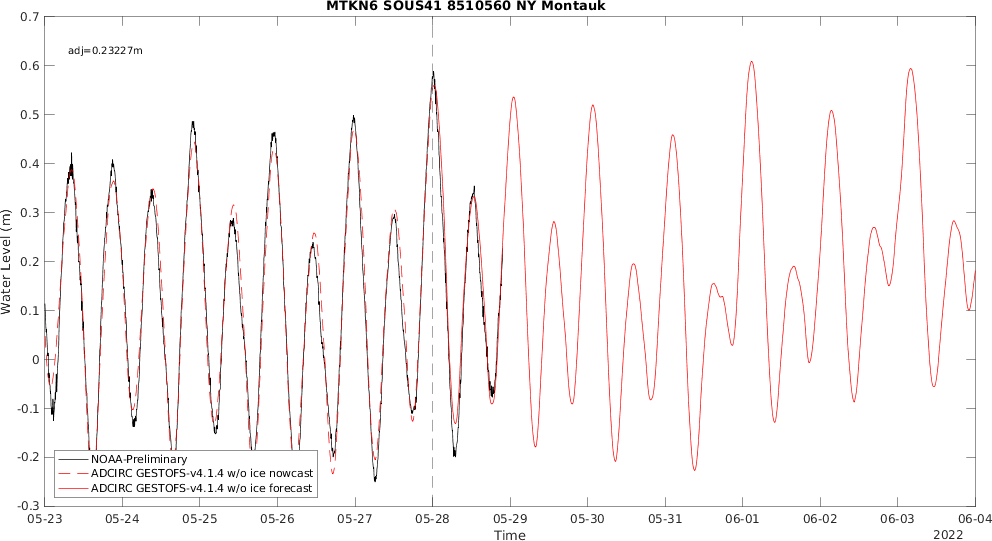 MTKN6 SOUS41 8510560 NY Montauk
0.7
0.6
0.5
0.4
0.3
0.2
0.1
0
-0.1
-0.2
-0.3
Water Level (m)
adj=0.23227m
NOAA-Preliminary
ADCIRC GESTOFS-v4.1.4 w/o ice nowcast
ADCIRC GESTOFS-v4.1.4 w/o ice forecast
05-23 05-24 05-25 05-26 05-27 05-28 05-29 05-30 05-31 06-01 06-02 06-03 06-04
Time
2022